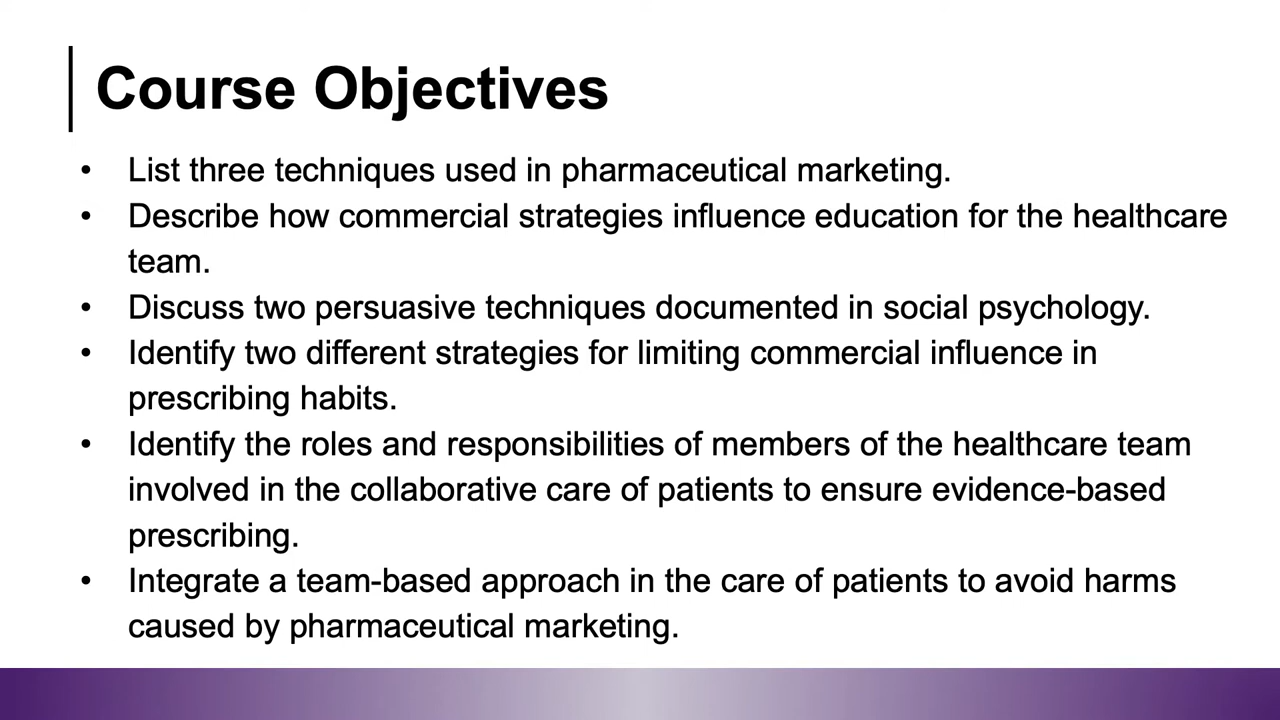 Course Objectives
• List three techniques used in pharmaceutical marketing.
• Describe how commercial strategies influence education for the healthcare
team.
• Discuss two persuasive techniques documented in social psychology.
• Identify two different strategies for limiting commercial influence in
prescribing habits.
• Identify the roles and responsibilities of members of the healthcare team
involved in the collaborative care of patients to ensure evidence-based
prescribing.
• Integrate a team-based approach in the care of patients to avoid harms
caused by pharmaceutical marketing.